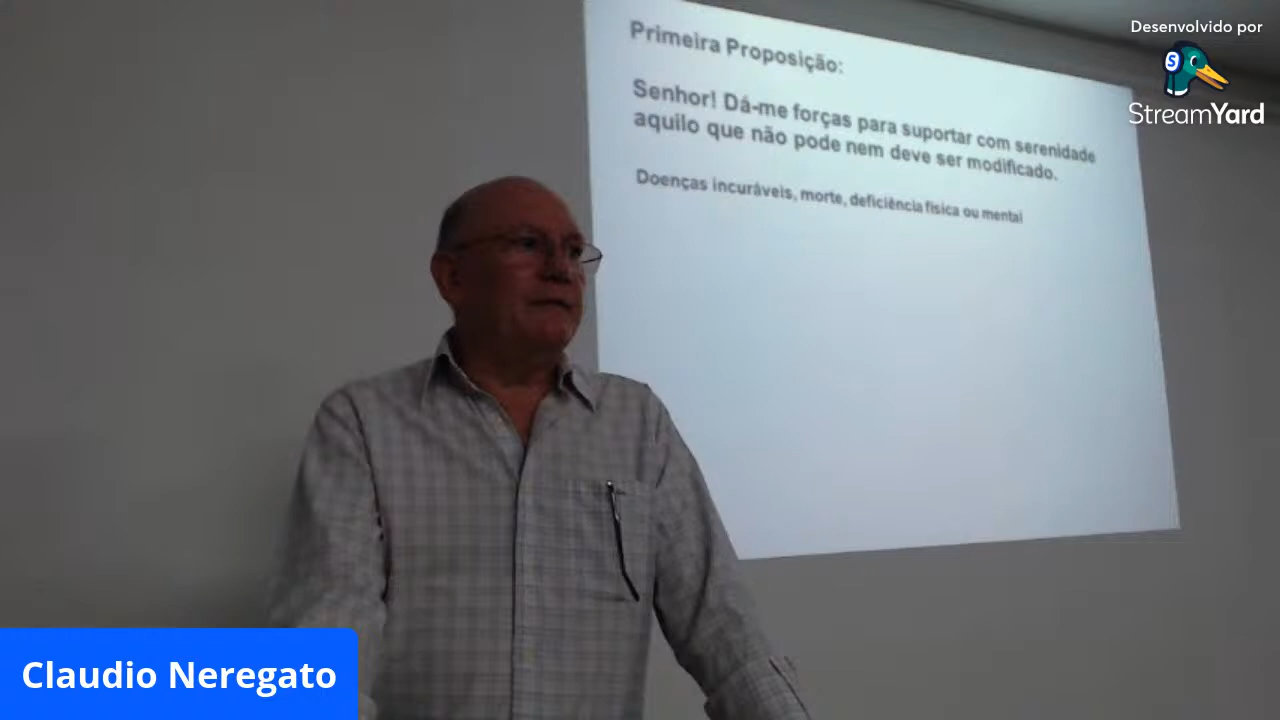 Desenvolvido por
StreamYard
Primeira Proposição:
Senhor! Dá-me forças para suportar com serenidade
aquilo que não pode nem deve ser modificado.
Doenças incuráveis, morte, deficiência fisica ou mental
Claudio Neregato